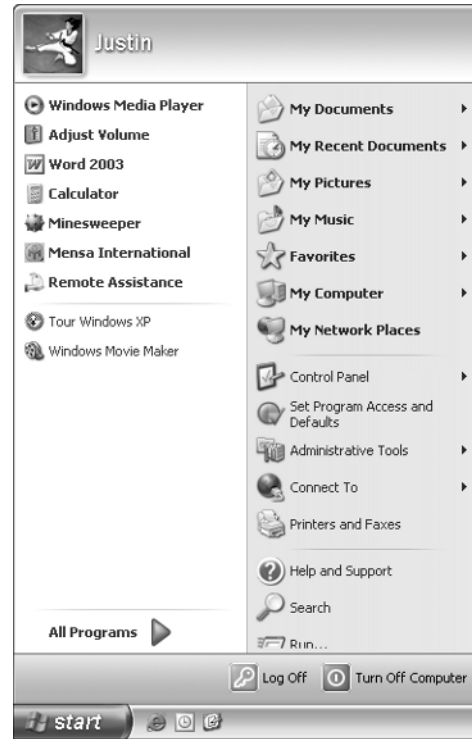 Justin
Windows Media Player
Adjust Volume
Word 2003
Calculator
Minesweeper
Mensa International
Remote Assistance
Tour Windows XP
Windows Movie Maker
All Programs
My Documents
My Recent Documents
My Pictures
My Music
Favorites
My Computer
My Network Places
Control Panel
Set Program Access and
Defaults
Administrative Tools
Connect To
Printers and Faxes
Help and Support
Search
Run...
Log Off
Turn Off Computer
start